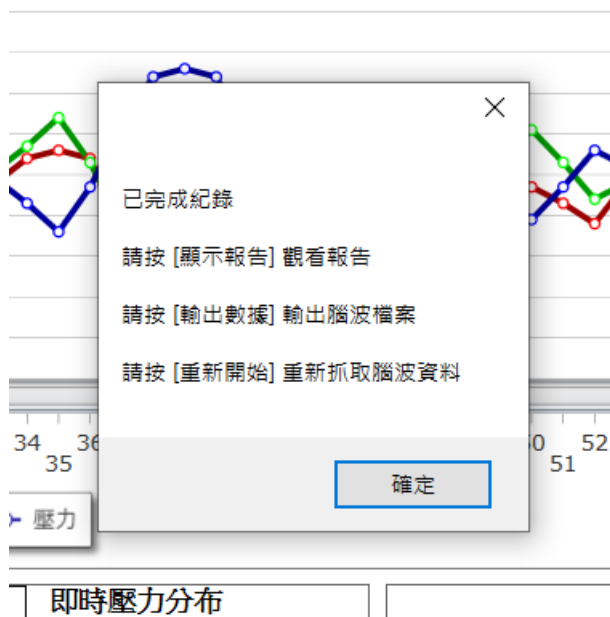 已完成紀錄
請按 [顯示報告] 觀看報告
請按 [輸出數據] 輸出腦波檔案
請按 [重新開始] 重新抓取腦波資料
確定
34
35
51
52
壓力
即時壓力分布